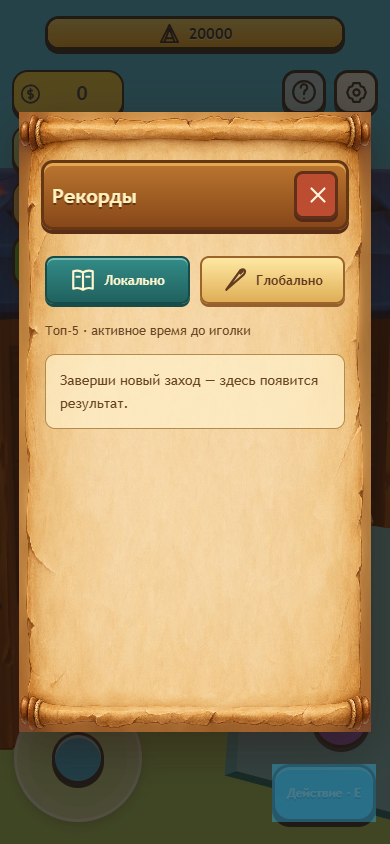 20000
0
Рекорды
Локально
Глобально
Топ-5 · активное время до иголки
Заверши новый заход — здесь появится
результат.
Действие · E